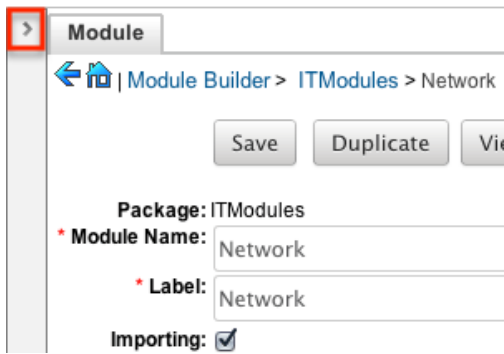 Module
| Module Builder > ITModules > Network
Save Duplicate
Package: ITModules
* Module Name: Network
* Label: Network
Importing: